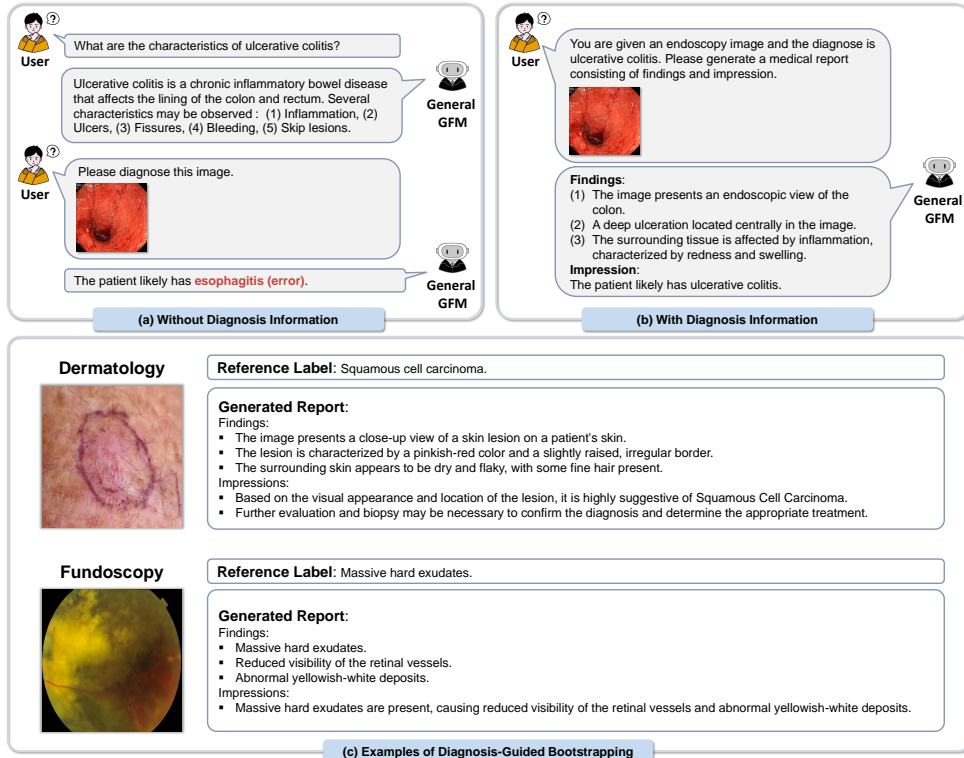 What are the characteristics of ulcerative colitis?
User
Ulcerative colitis is a chronic inflammatory bowel disease
that affects the lining of the colon and rectum. Several
characteristics may be observed : (1) Inflammation, (2)
Ulcers, (3) Fissures, (4) Bleeding, (5) Skip lesions.
General
GFM
Please diagnose this image.
User
The patient likely has esophagitis (error).
General
GFM
(a) Without Diagnosis Information
You are given an endoscopy image and the diagnose is
ulcerative colitis. Please generate a medical report
consisting of findings and impression.
User
Findings:
(1) The image presents an endoscopic view of the
colon.
(2) A deep ulceration located centrally in the image.
(3) The surrounding tissue is affected by inflammation,
characterized by redness and swelling.
Impression:
The patient likely has ulcerative colitis.
General
GFM
(b) With Diagnosis Information
Dermatology
Reference Label: Squamous cell carcinoma.
Generated Report:
Findings:
▪ The image presents a close-up view of a skin lesion on a patient's skin.
▪ The lesion is characterized by a pinkish-red color and a slightly raised, irregular border.
▪ The surrounding skin appears to be dry and flaky, with some fine hair present.
Impressions:
▪ Based on the visual appearance and location of the lesion, it is highly suggestive of Squamous Cell Carcinoma.
▪ Further evaluation and biopsy may be necessary to confirm the diagnosis and determine the appropriate treatment.
Fundoscopy
Reference Label: Massive hard exudates.
Generated Report:
Findings:
▪ Massive hard exudates.
▪ Reduced visibility of the retinal vessels.
▪ Abnormal yellowish-white deposits.
Impressions:
▪ Massive hard exudates are present, causing reduced visibility of the retinal vessels and abnormal yellowish-white deposits.
(c) Examples of Diagnosis-Guided Bootstrapping